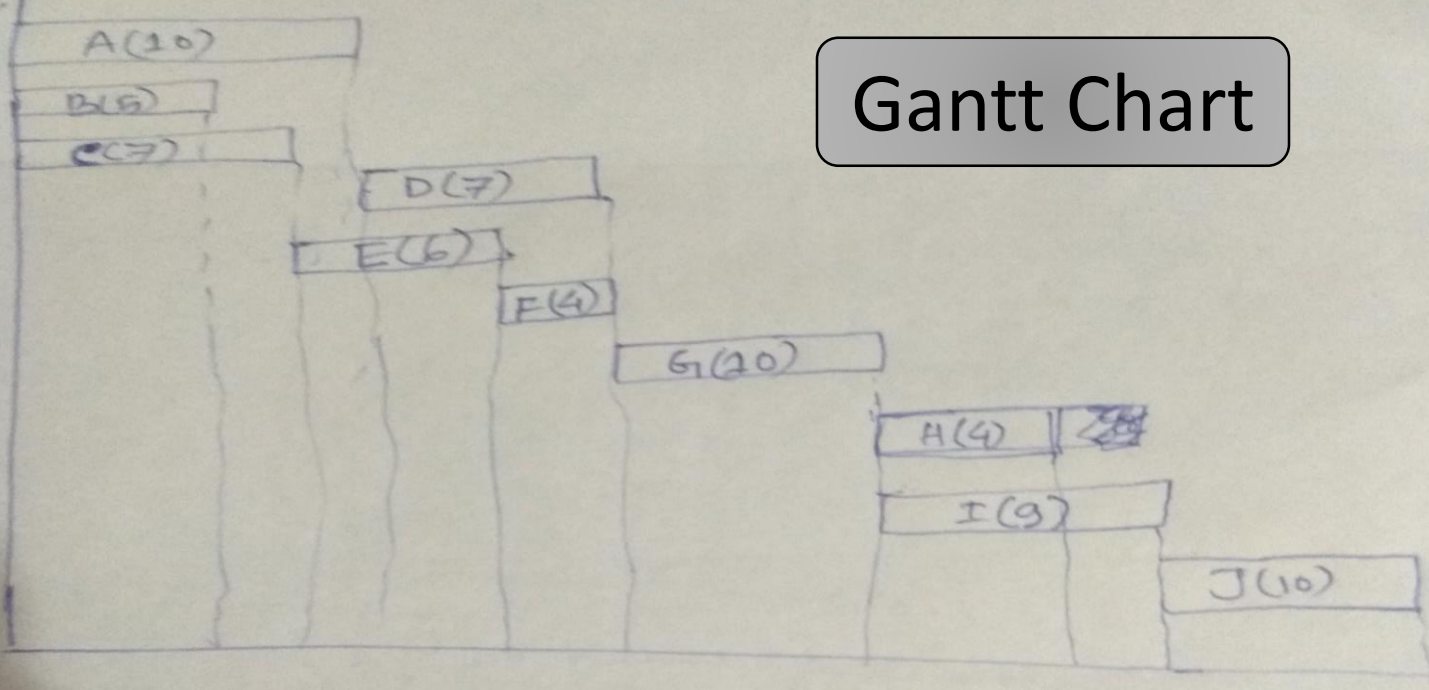 A(10)
Gantt Chart
B(5)
C(7)
D(7)
E(6)
F(4)
G(10)
H(4)
I(9)
J(10)